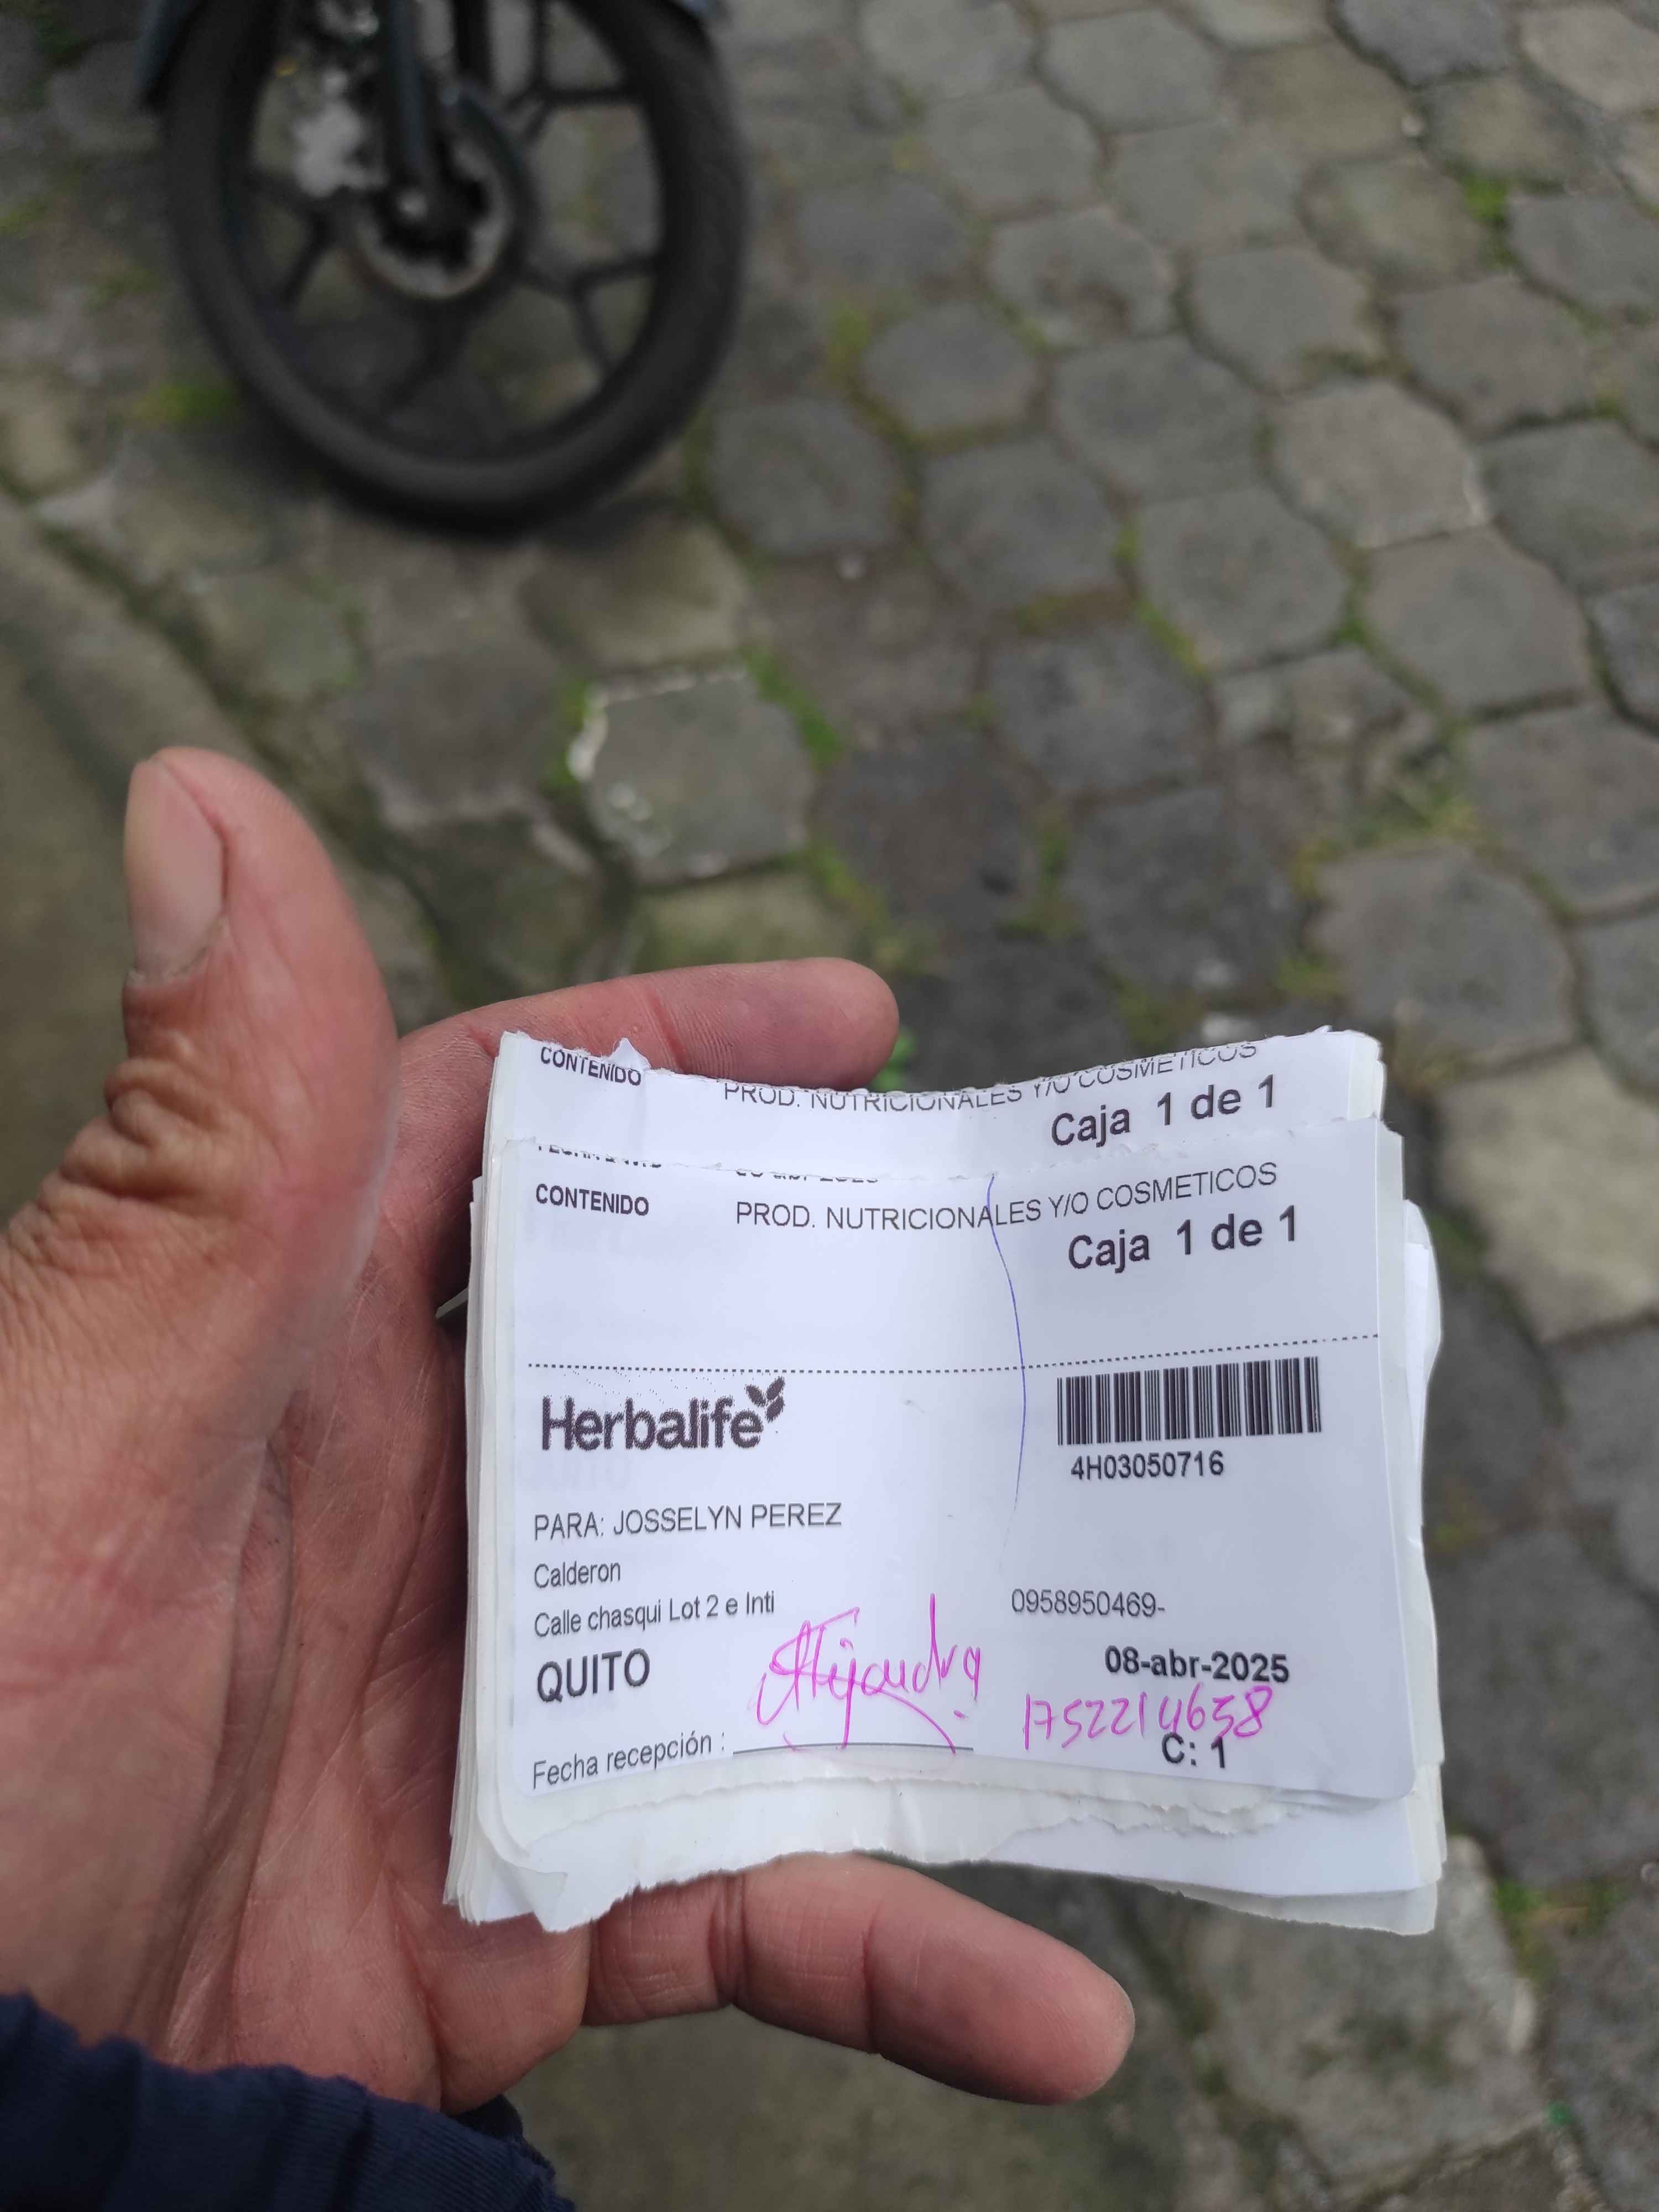 CONTENIDO PROD. NUTRICIONALES Y/O COSMETICOS
Caja 1 de 1
CONTENIDO PROD. NUTRICIONALES Y/O COSMETICOS
Caja 1 de 1
Herbalife
4H03050716
PARA: JOSSELYN PEREZ
Calderon
Calle chasqui Lot 2 e Inti 0958950469-
QUITO 08-abr-2025
Alejandra 1752214638
Fecha recepción : C: 1